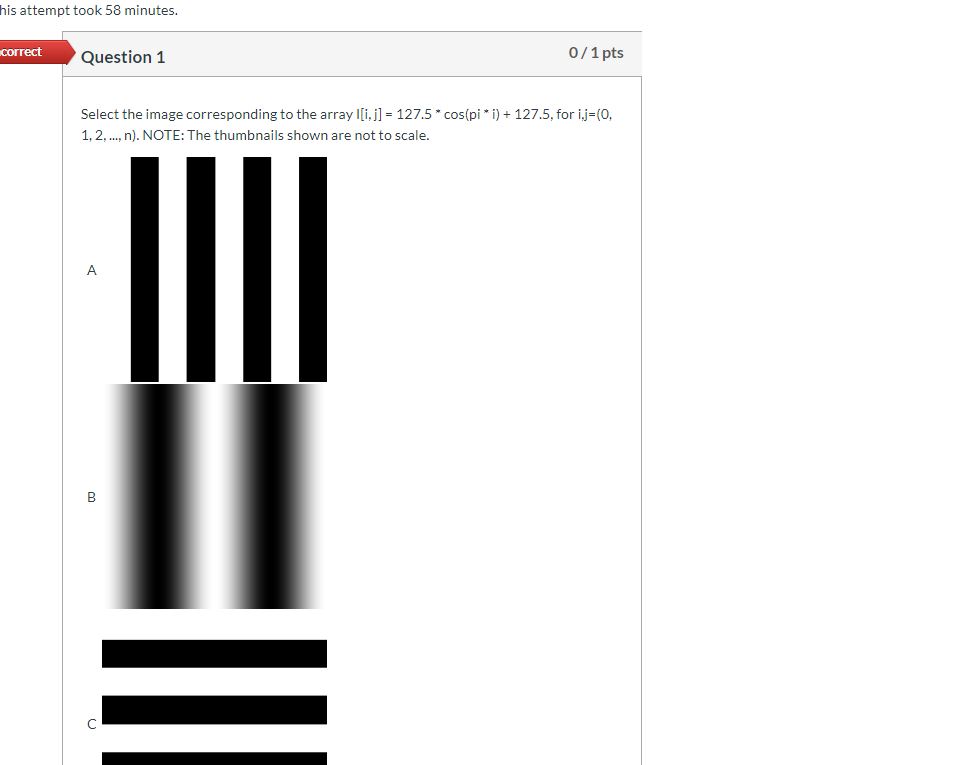 his attempt took 58 minutes.
correct
Question 1
0 / 1 pts
Select the image corresponding to the array I[i, j] = 127.5 * cos(pi * i) + 127.5, for i,j=(0,
1, 2, ..., n). NOTE: The thumbnails shown are not to scale.
A
B
C